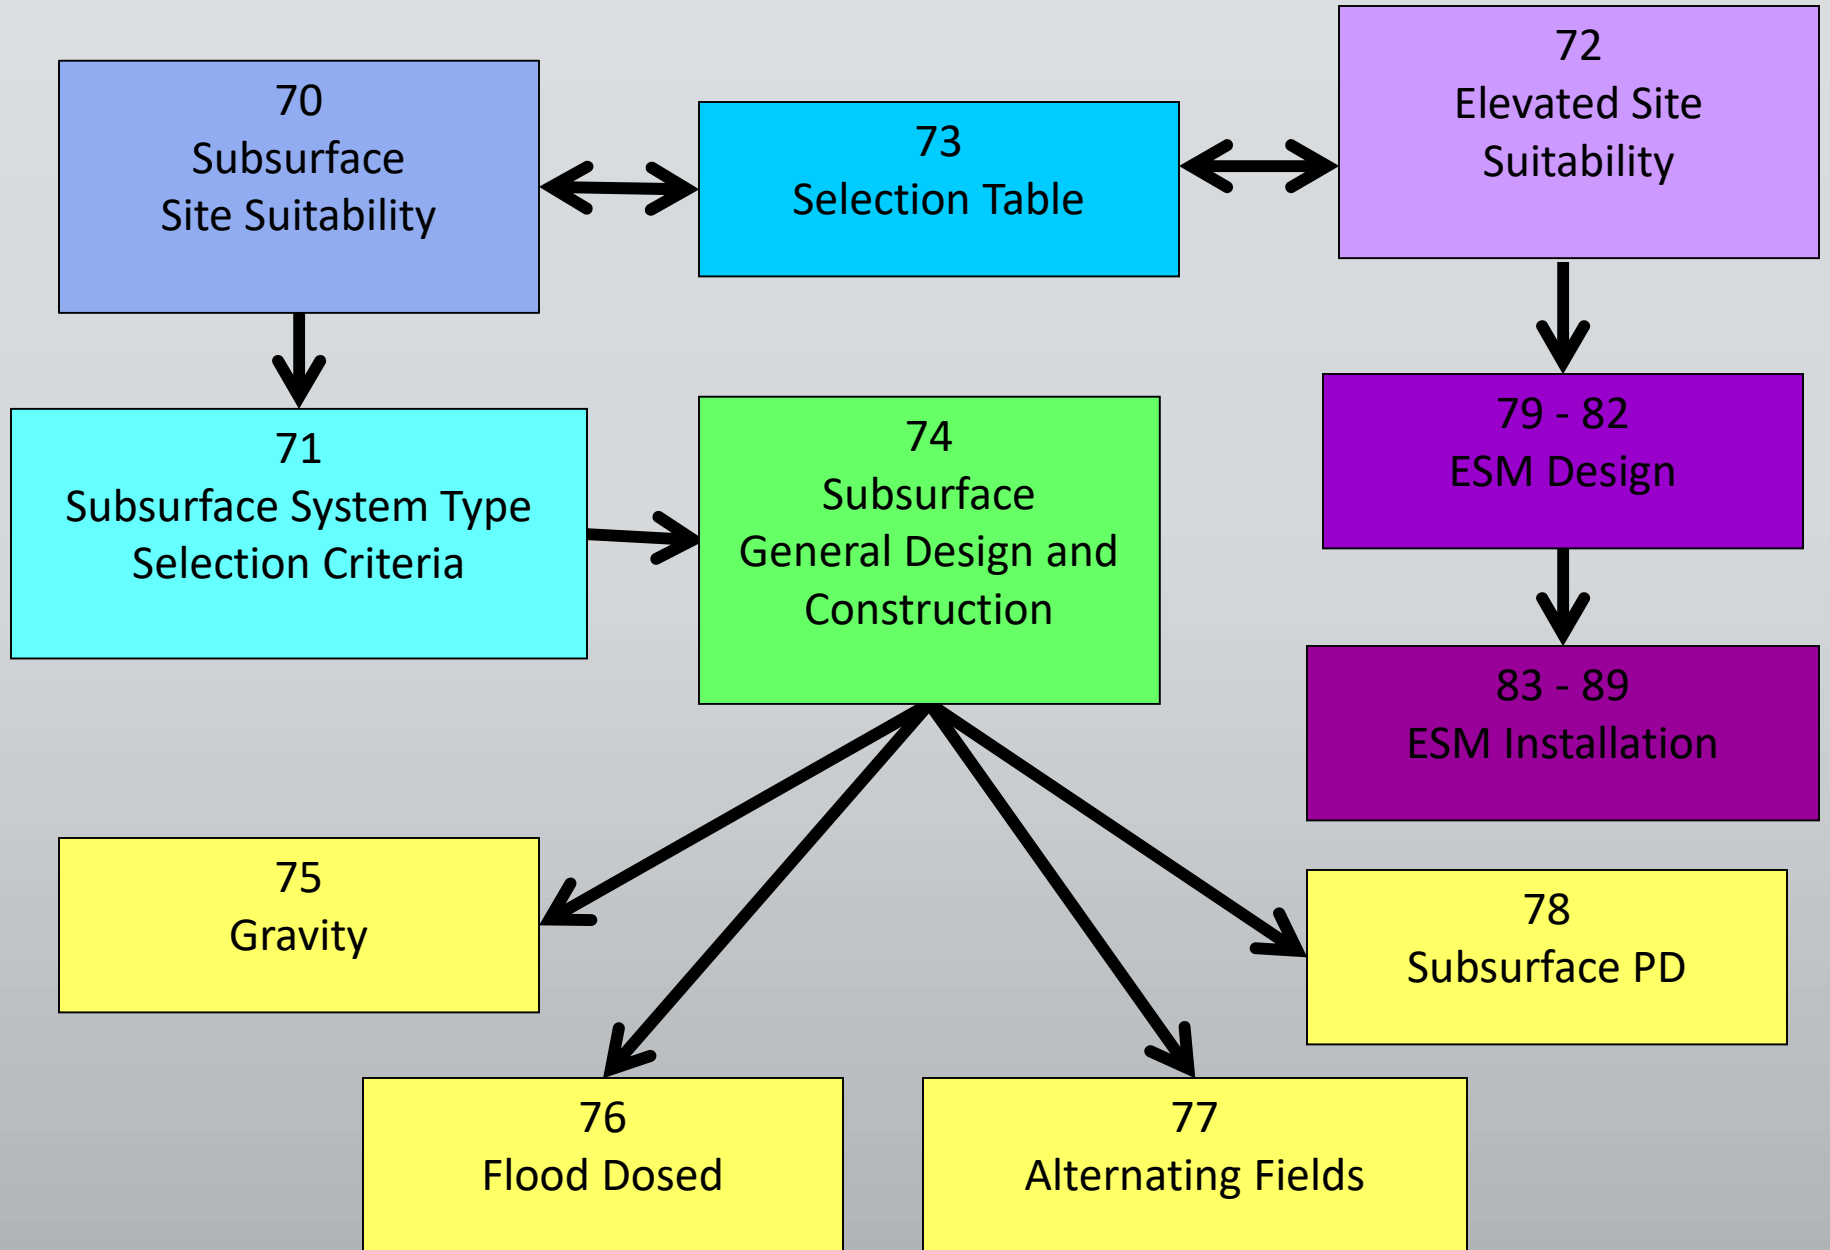 70
Subsurface
Site Suitability
73
Selection Table
72
Elevated Site
Suitability
71
Subsurface System Type
Selection Criteria
74
Subsurface
General Design and
Construction
79 - 82
ESM Design
83 - 89
ESM Installation
75
Gravity
76
Flood Dosed
77
Alternating Fields
78
Subsurface PD